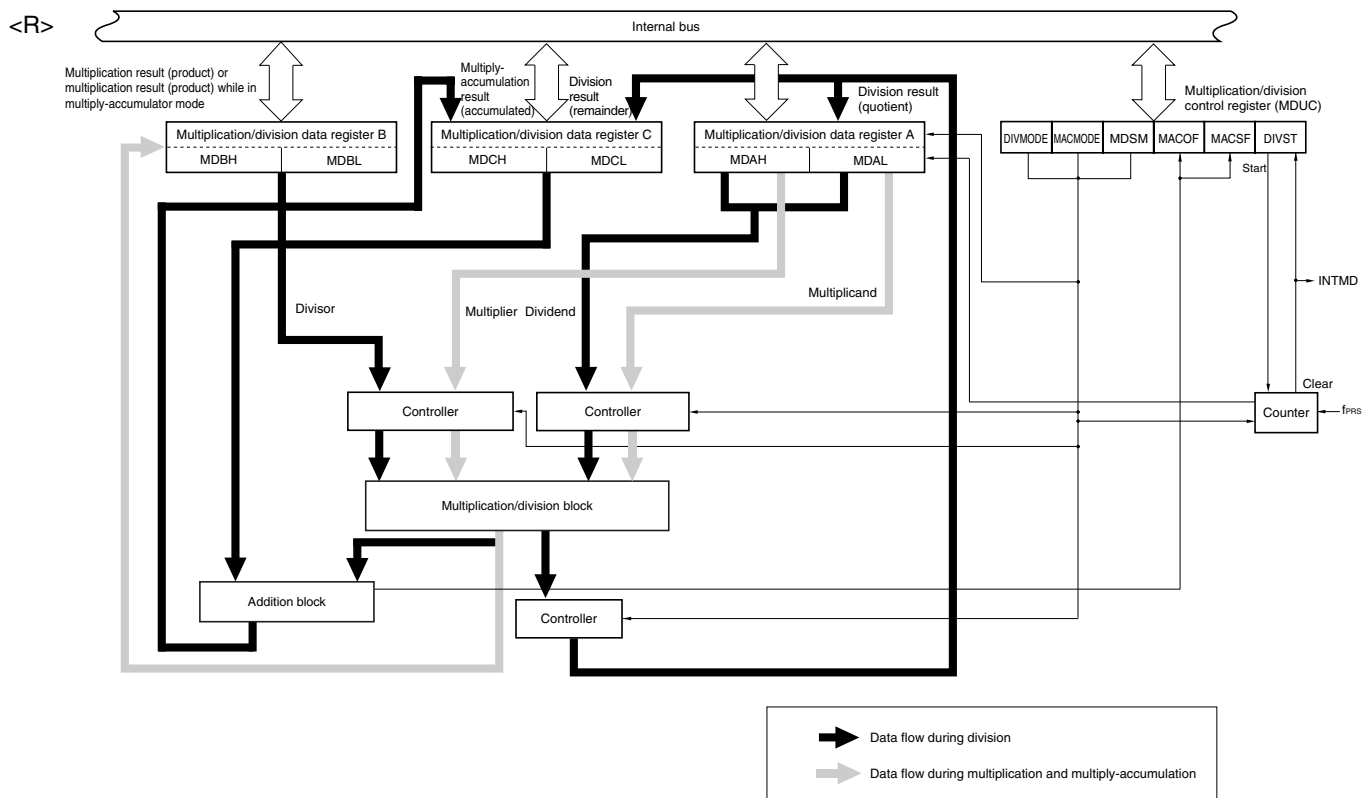 <R>
Internal bus
Multiplication result (product) or
multiplication result (product) while in
multiply-accumulator mode
Multiply-
accumulation
result
(accumulated)
Division
result
(remainder)
Division result
(quotient)
Multiplication/division
control register (MDUC)
Multiplication/division data register B
MDBH
MDBL
Multiplication/division data register C
MDCH
MDCL
Multiplication/division data register A
MDAH
MDAL
DIVMODE
MACMODE
MDSM
MACOF
MACSF
DIVST
Start
INTMD
Divisor
Multiplier
Dividend
Multiplicand
Clear
Controller
Controller
Counter
fPRS
Multiplication/division block
Addition block
Controller
Data flow during division
Data flow during multiplication and multiply-accumulation